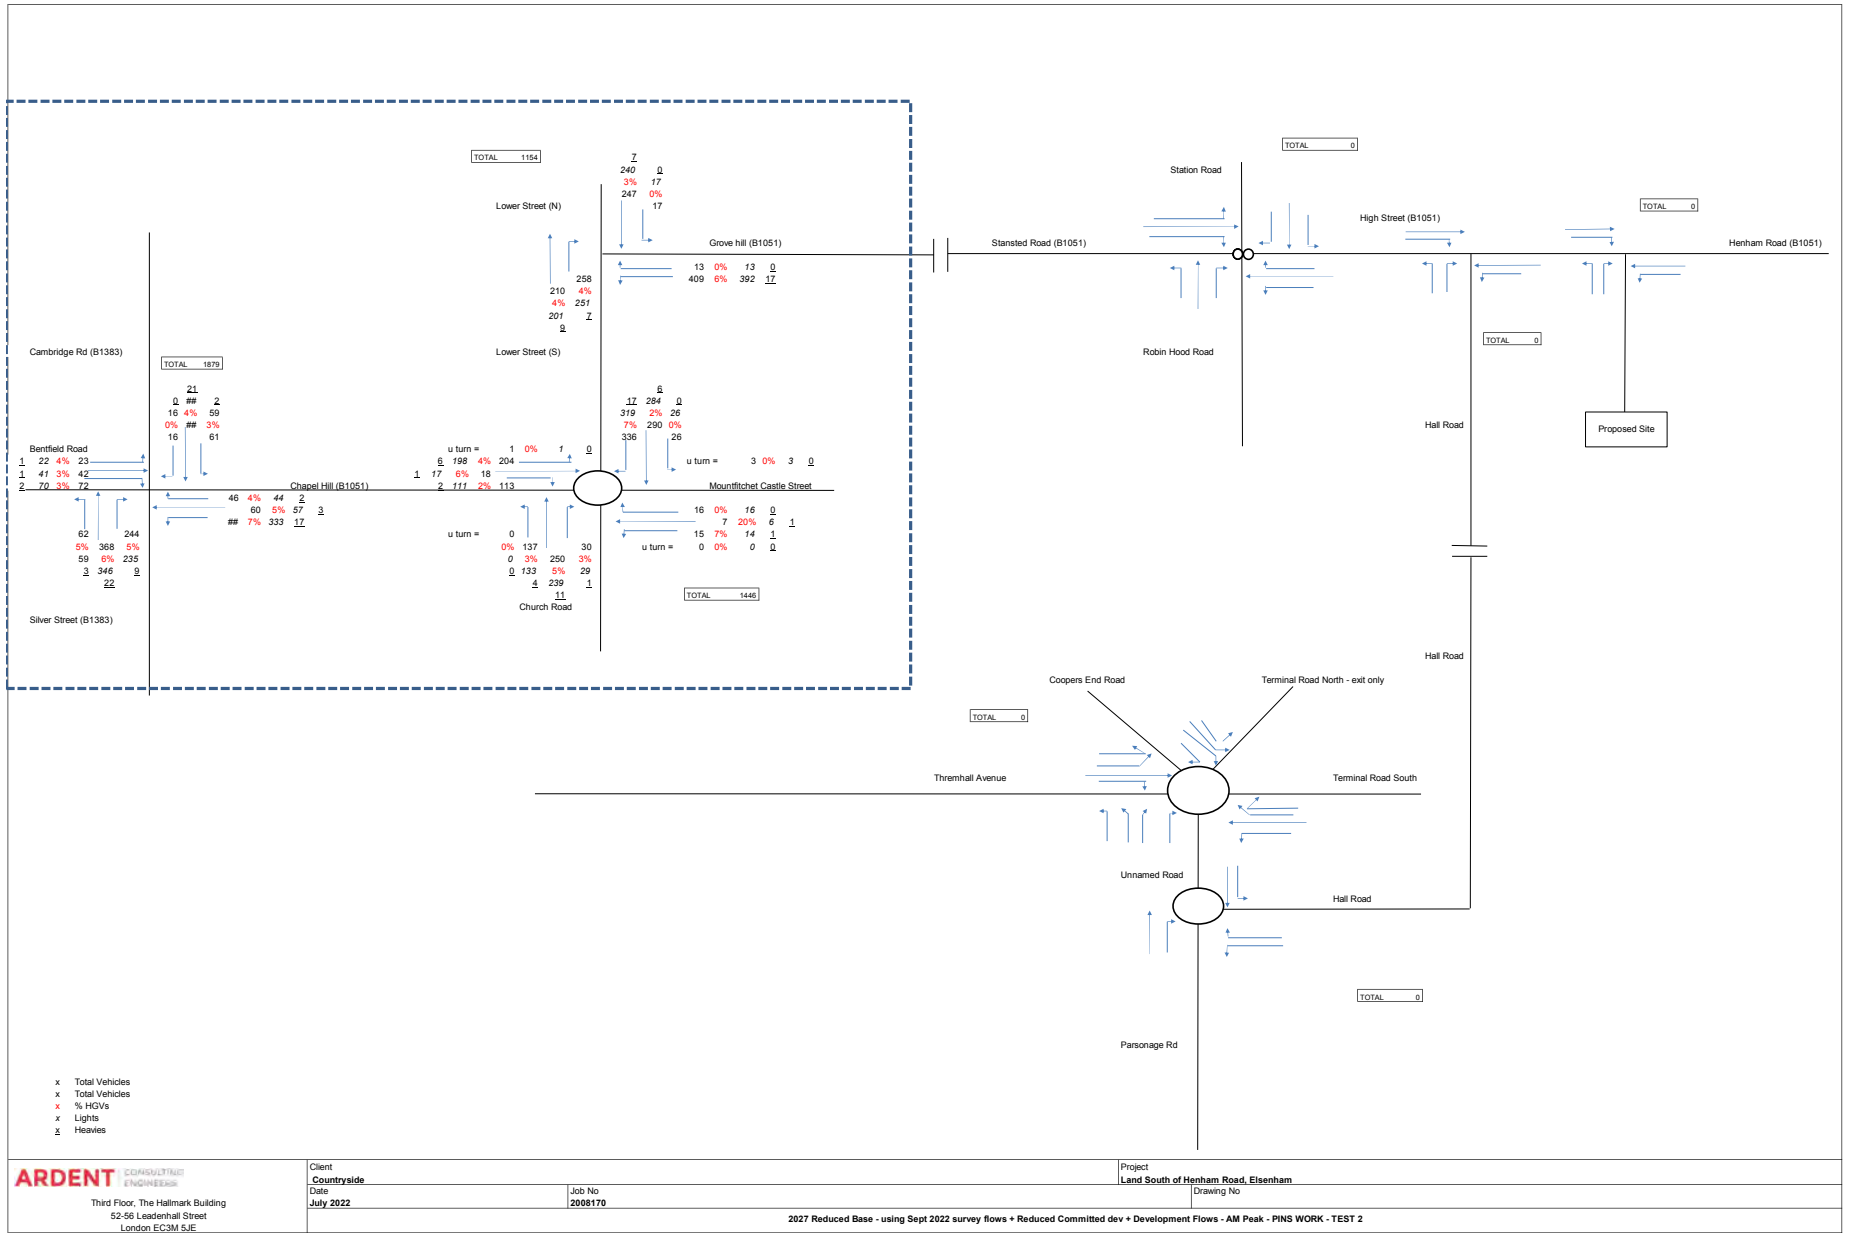 TOTAL 1154
7
240 0
3% 17
247 0%
17
Lower Street (N)
Grove hill (B1051)
13 0% 13 0
409 6% 392 17
258
210 4%
4% 251
201 7
9
Lower Street (S)
TOTAL 0
Station Road
High Street (B1051)
TOTAL 0
Stansted Road (B1051)
Henham Road (B1051)
Robin Hood Road
TOTAL 0
Hall Road
Proposed Site
Cambridge Rd (B1383)
TOTAL 1879
21
0 ## 2
16 4% 59
0% ## 3%
16 61
Bentfield Road
1 22 4% 23
1 41 3% 42
2 70 3% 72
Chapel Hill (B1051)
46 4% 44 2
60 5% 57 3
## 7% 333 17
62 244
5% 368 5%
59 6% 235
3 346 9
22
Silver Street (B1383)
6
17 284 0
319 2% 26
7% 290 0%
336 26
u turn = 1 0% 1 0
6 198 4% 204
1 17 6% 18
2 111 2% 113
u turn = 3 0% 3 0
Mountfitchet Castle Street
16 0% 16 0
7 20% 6 1
15 7% 14 1
u turn = 0 0% 0 0
u turn = 0
0% 137 30
0 3% 250 3%
0 133 5% 29
4 239 1
11
Church Road
TOTAL 1446
Hall Road
Coopers End Road
Terminal Road North - exit only
TOTAL 0
Thremhall Avenue
Terminal Road South
Unnamed Road
Hall Road
TOTAL 0
Parsonage Rd
x Total Vehicles
x Total Vehicles
x % HGVs
x Lights
x Heavies
ARDENT CONSULTING
ENGINEERS
Third Floor, The Hallmark Building
52-56 Leadenhall Street
London EC3M 5JE
Client
Countryside
Project
Land South of Henham Road, Elsenham
Date
July 2022
Job No
2008170
Drawing No
2027 Reduced Base - using Sept 2022 survey flows + Reduced Committed dev + Development Flows - AM Peak - PINS WORK - TEST 2